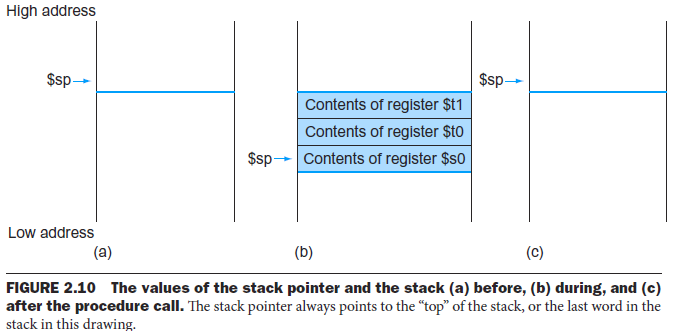 High address
$sp
$sp
Contents of register $t1
Contents of register $t0
$sp Contents of register $s0
Low address
(a) (b) (c)
FIGURE 2.10 The values of the stack pointer and the stack (a) before, (b) during, and (c)
after the procedure call. The stack pointer always points to the “top” of the stack, or the last word in the
stack in this drawing.